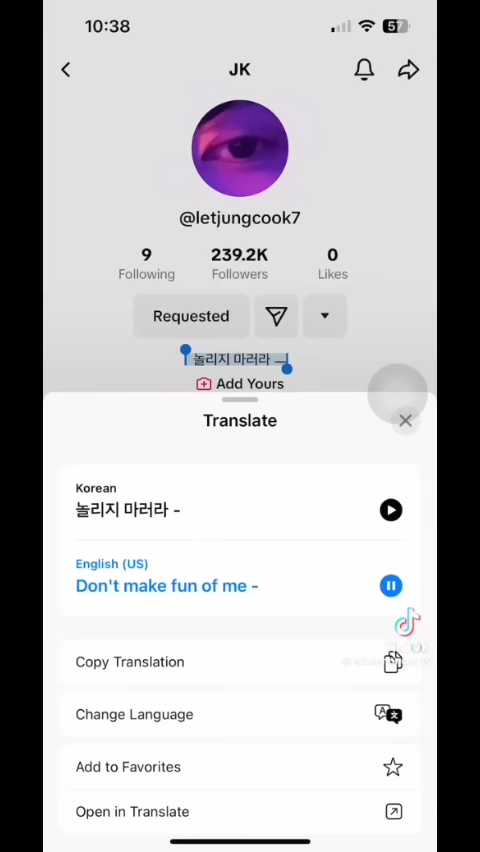 10:38
57
JK
@letjungcook7
9
239.2K
0
Following
Followers
Likes
Requested
놀리지 마러라 ㅡ
Add Yours
Translate
Korean
놀리지 마러라 -
English (US)
Don't make fun of me -
Copy Translation
Change Language
Add to Favorites
Open in Translate